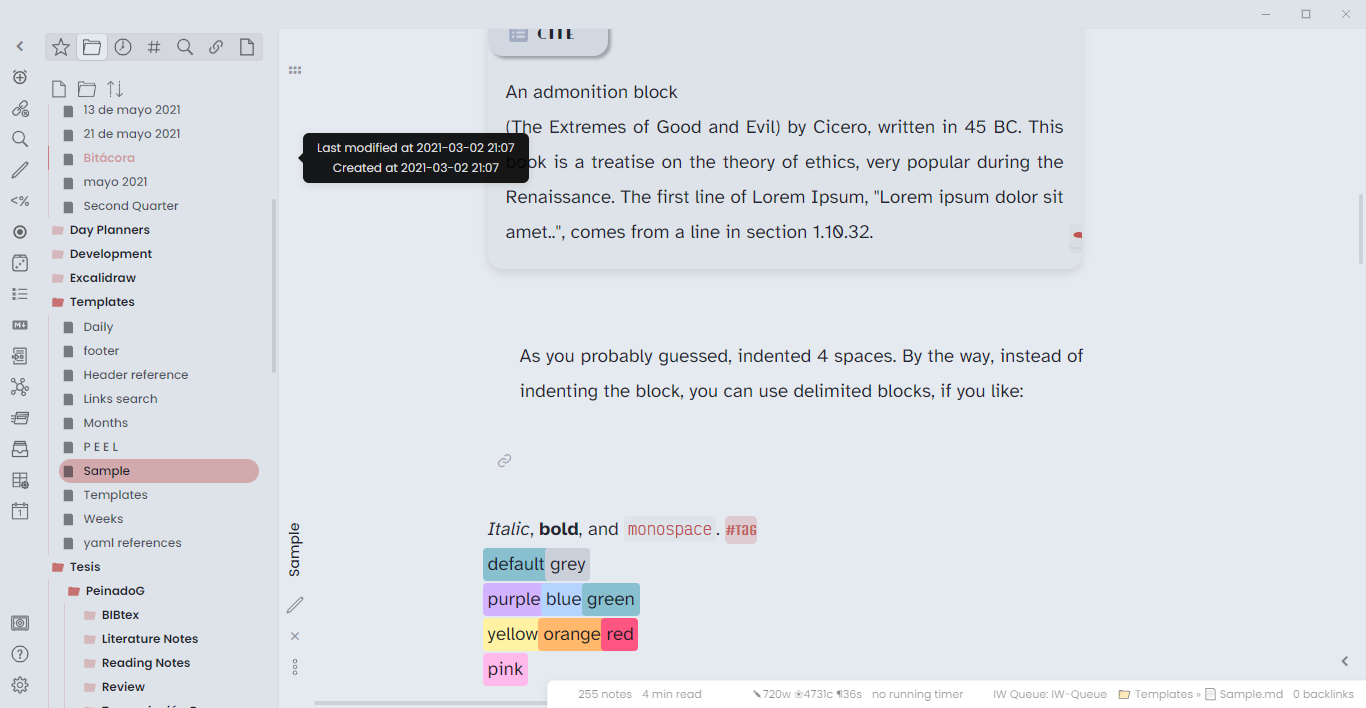 13 de mayo 2021
21 de mayo 2021
Bitácora
mayo 2021
Second Quarter
Day Planners
Development
Excalidraw
Templates
Daily
footer
Header reference
Links search
Months
P E E L
Sample
Templates
Weeks
yaml references
Tesis
PeinadoG
BIBtex
Literature Notes
Reading Notes
Review
Last modified at 2021-03-02 21:07
Created at 2021-03-02 21:07
Sample
CITE
An admonition block
(The Extremes of Good and Evil) by Cicero, written in 45 BC. This
book is a treatise on the theory of ethics, very popular during the
Renaissance. The first line of Lorem Ipsum, "Lorem ipsum dolor sit
amet..", comes from a line in section 1.10.32.
As you probably guessed, indented 4 spaces. By the way, instead of
indenting the block, you can use delimited blocks, if you like:
Italic, bold, and monospace. #TAG
default grey
purple blue green
yellow orange red
pink
255 notes 4 min read 720w 4731c ¶36s no running timer IW Queue: IW-Queue Templates » Sample.md 0 backlinks